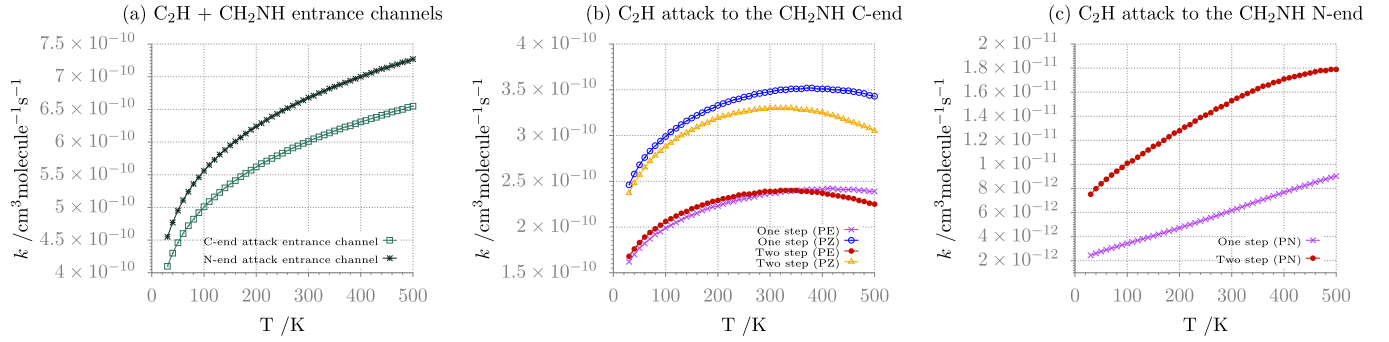 (a) C₂H + CH₂NH entrance channels
7.5 × 10⁻¹⁰
7 × 10⁻¹⁰
6.5 × 10⁻¹⁰
6 × 10⁻¹⁰
5.5 × 10⁻¹⁰
5 × 10⁻¹⁰
4.5 × 10⁻¹⁰
4 × 10⁻¹⁰
k /cm³molecule⁻¹s⁻¹
C-end attack entrance channel
N-end attack entrance channel
0 100 200 300 400 500
T /K
(b) C₂H attack to the CH₂NH C-end
4 × 10⁻¹⁰
3.5 × 10⁻¹⁰
3 × 10⁻¹⁰
2.5 × 10⁻¹⁰
2 × 10⁻¹⁰
1.5 × 10⁻¹⁰
k /cm³molecule⁻¹s⁻¹
One step (PE)
One step (PZ)
Two step (PE)
Two step (PZ)
0 100 200 300 400 500
T /K
(c) C₂H attack to the CH₂NH N-end
2 × 10⁻¹¹
1.8 × 10⁻¹¹
1.6 × 10⁻¹¹
1.4 × 10⁻¹¹
1.2 × 10⁻¹¹
1 × 10⁻¹¹
8 × 10⁻¹²
6 × 10⁻¹²
4 × 10⁻¹²
2 × 10⁻¹²
k /cm³molecule⁻¹s⁻¹
One step (PN)
Two step (PN)
0 100 200 300 400 500
T /K